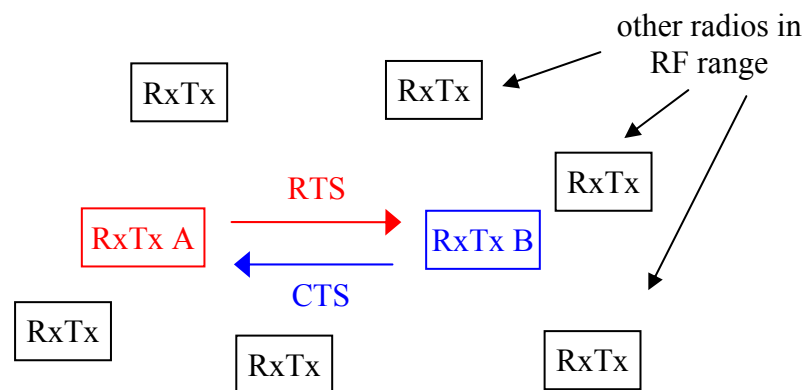 other radios in
RF range
RxTx
RxTx
RxTx
RTS
RxTx A
RxTx B
CTS
RxTx
RxTx
RxTx